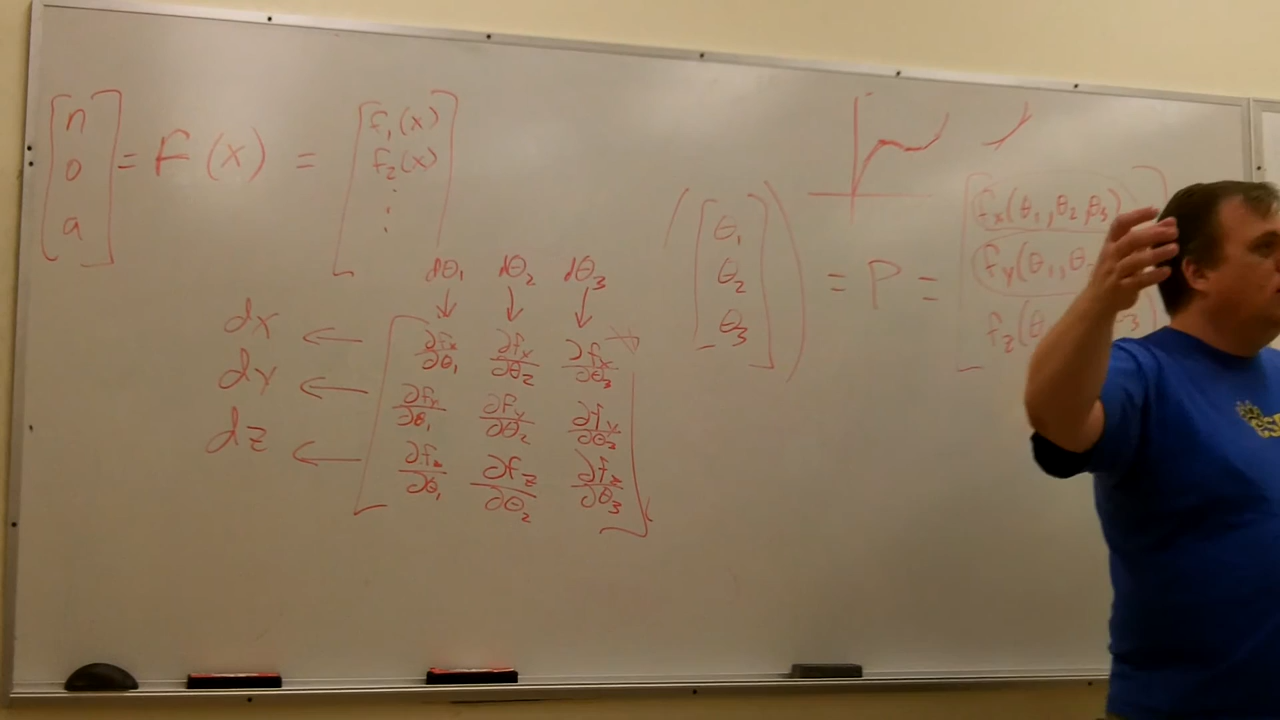 [n o a] = F(x) = [f₁(x) f₂(x) ⋮]
dθ₁ dθ₂ dθ₃
↓ ↓ ↓
dx ← ∂fx/∂θ₁ ∂fx/∂θ₂ ∂fx/∂θ₃
dy ← ∂fy/∂θ₁ ∂fy/∂θ₂ ∂fy/∂θ₃
dz ← ∂fz/∂θ₁ ∂fz/∂θ₂ ∂fz/∂θ₃
([θ₁ θ₂ θ₃]) = P =
fx(θ₁,θ₂,θ₃)
fy(θ₁,θ
fz(θ